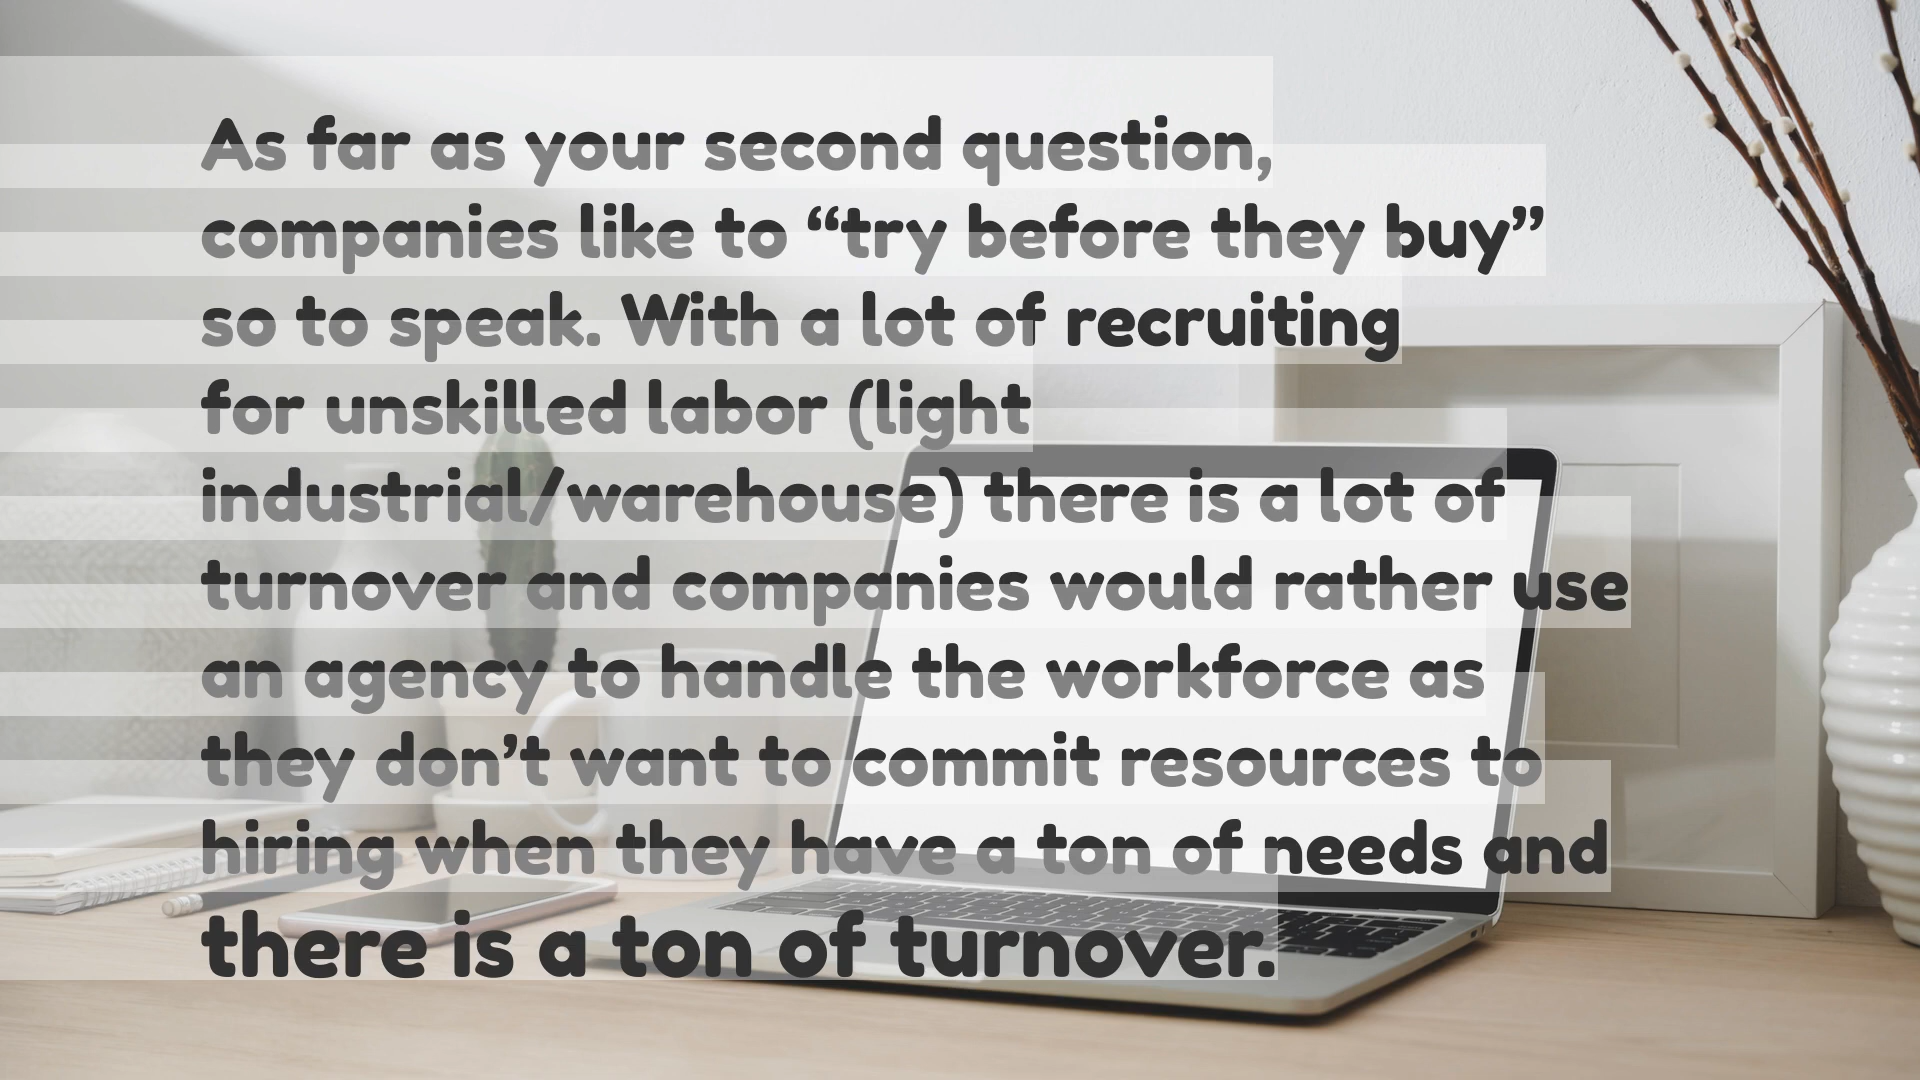 As far as your second question,
companies like to “try before they buy”
so to speak. With a lot of recruiting
for unskilled labor (light
industrial/warehouse) there is a lot of
turnover and companies would rather use
an agency to handle the workforce as
they don’t want to commit resources to
hiring when they have a ton of needs and
there is a ton of turnover.